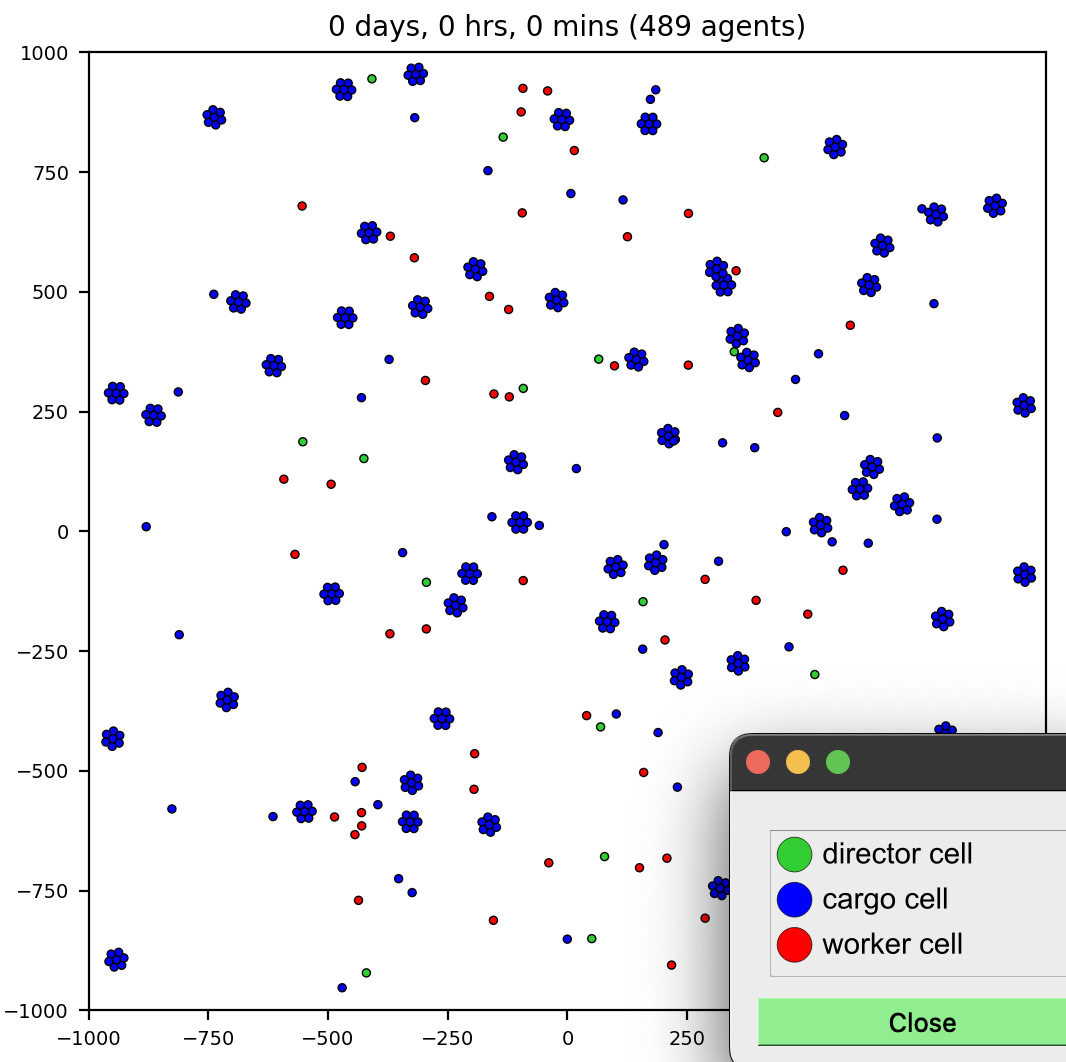 0 days, 0 hrs, 0 mins (489 agents)
1000
750
500
250
0
−250
−500
−750
−1000
−1000 −750 −500 −250 0 250
director cell
cargo cell
worker cell
Close